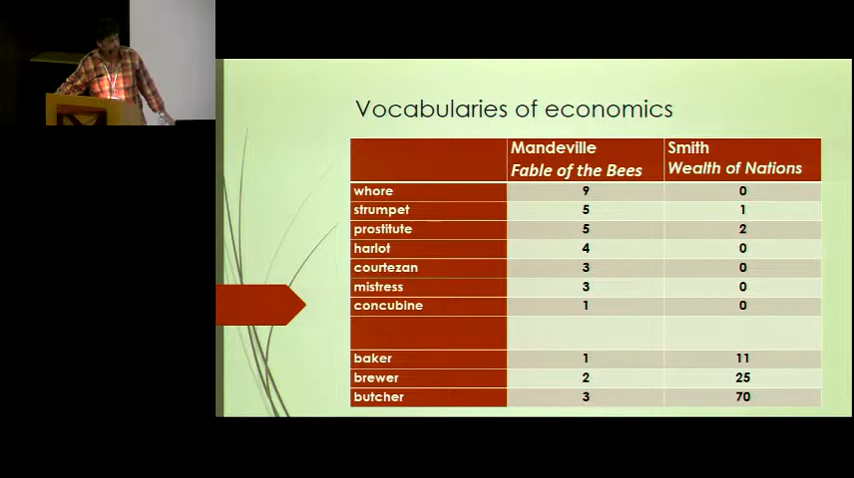 Vocabularies of economics
Mandeville Smith
Fable of the Bees Wealth of Nations
whore 9 0
strumpet 5 1
prostitute 5 2
harlot 4 0
courtezan 3 0
mistress 3 0
concubine 1 0
baker 1 11
brewer 2 25
butcher 3 70